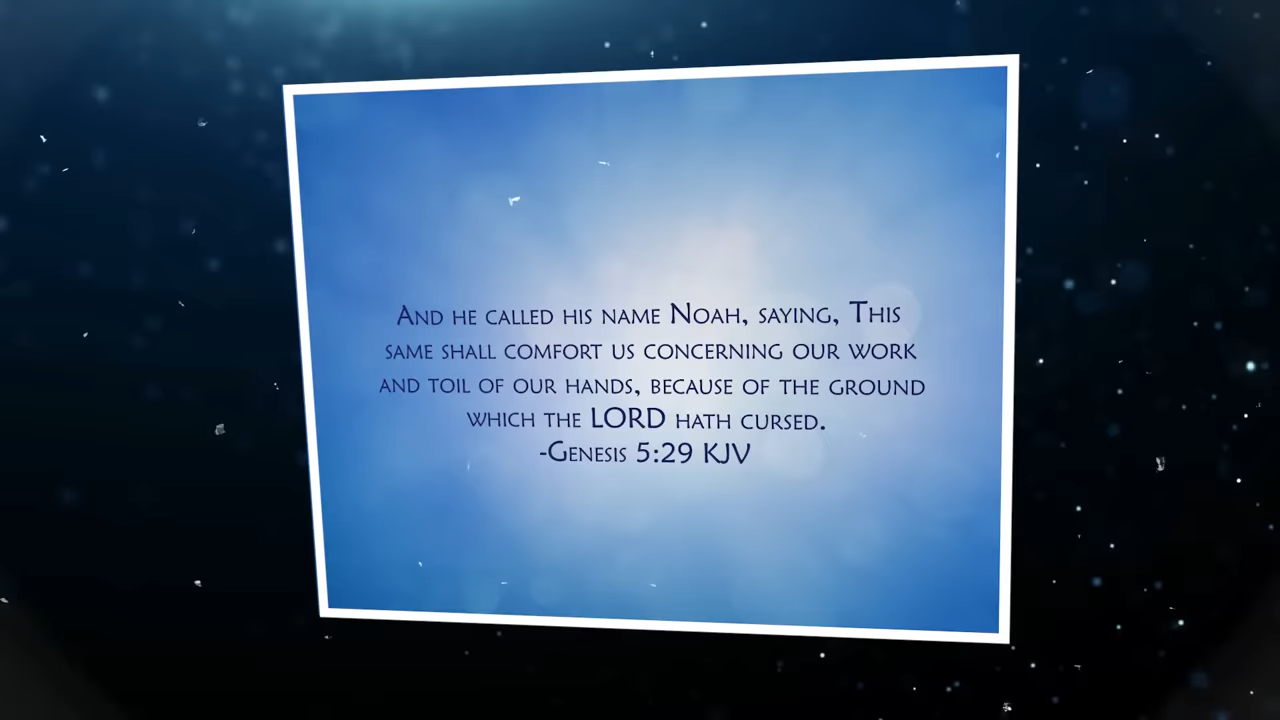 And he called his name Noah, saying, This
same shall comfort us concerning our work
and toil of our hands, because of the ground
which the LORD hath cursed.
-Genesis 5:29 KJV